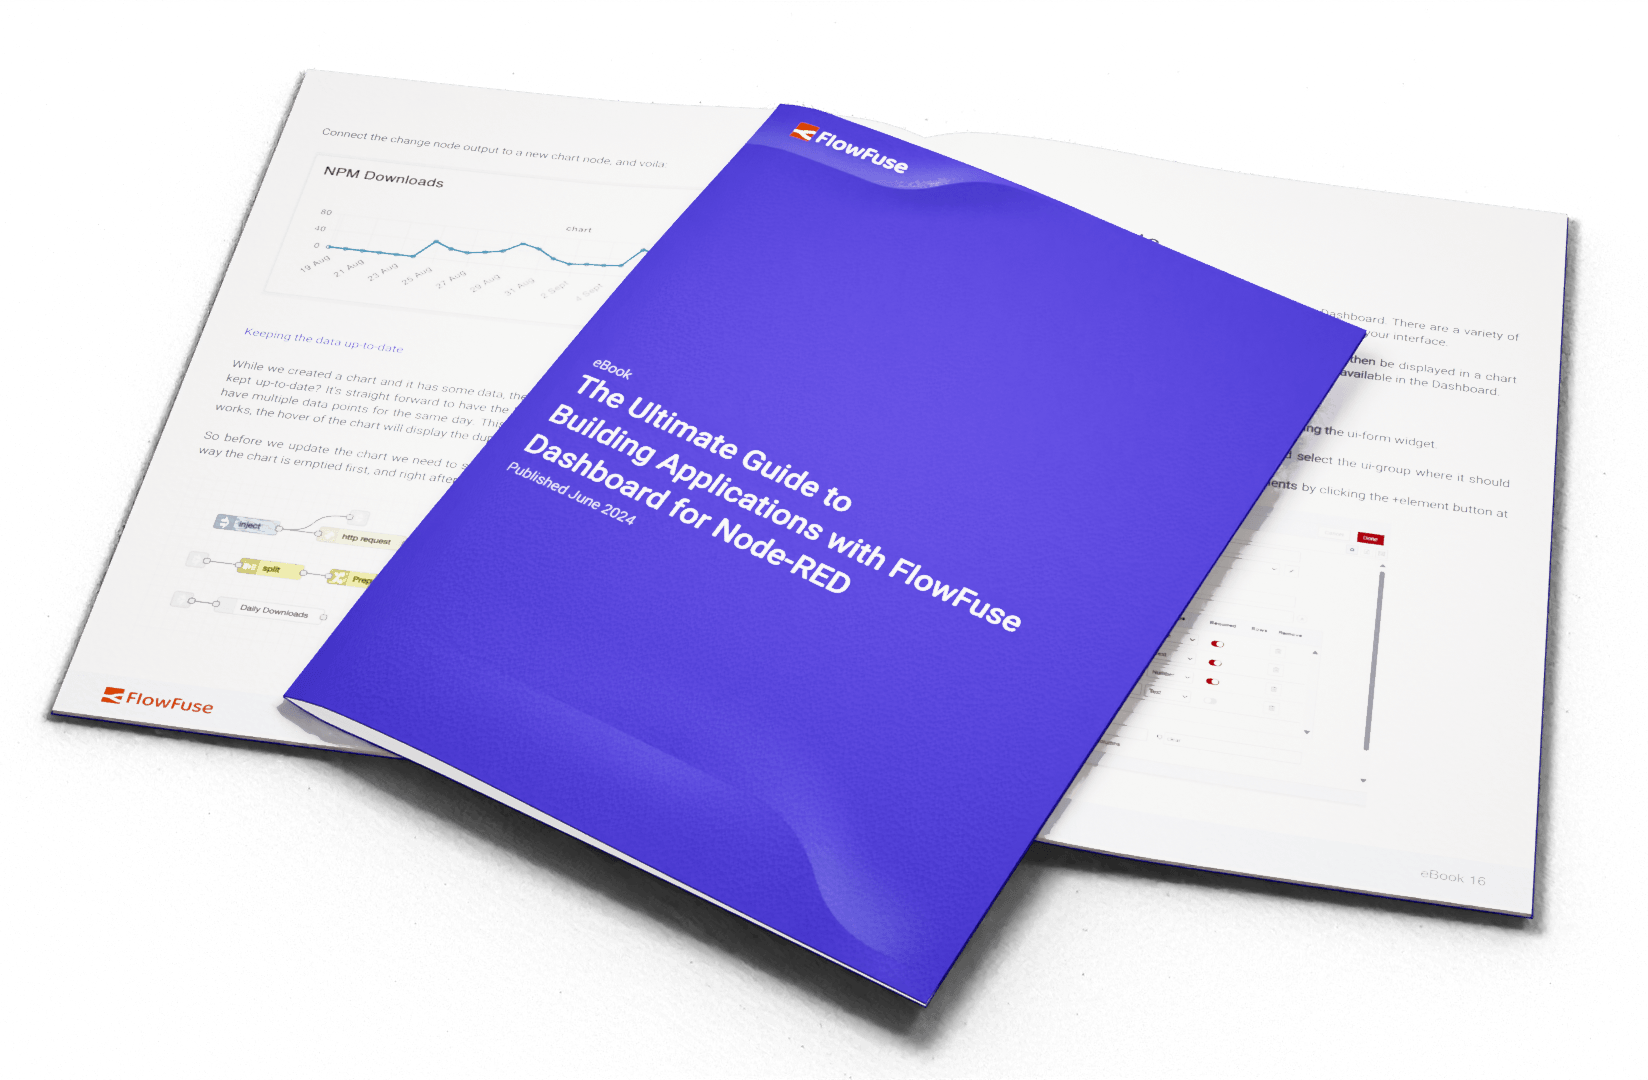 Connect the change node output to a new chart node, and voila:
NPM Downloads
chart
80
40
0
19 Aug
21 Aug
23 Aug
25 Aug
27 Aug
29 Aug
31 Aug
2 Sept
4 Sept
Keeping the data up-to-date
While we created a chart and it has some data, the
kept up-to-date? It's straight forward to have the
have multiple data points for the same day. This
works, the hover of the chart will display the
So before we update the chart we need to
way the chart is emptied first, and right after
inject
http request
split
Prep
Daily Downloads
FlowFuse
FlowFuse
eBook
The Ultimate Guide to
Building Applications with FlowFuse
Dashboard for Node-RED
Published June 2024
Dashboard. There are a variety of
your interface.
then be displayed in a chart
available in the Dashboard.
ing the ui-form widget.
select the ui-group where it should
ents by clicking the +element button at
Done
Required
Rows
Remove
Number
Text
eBook 16